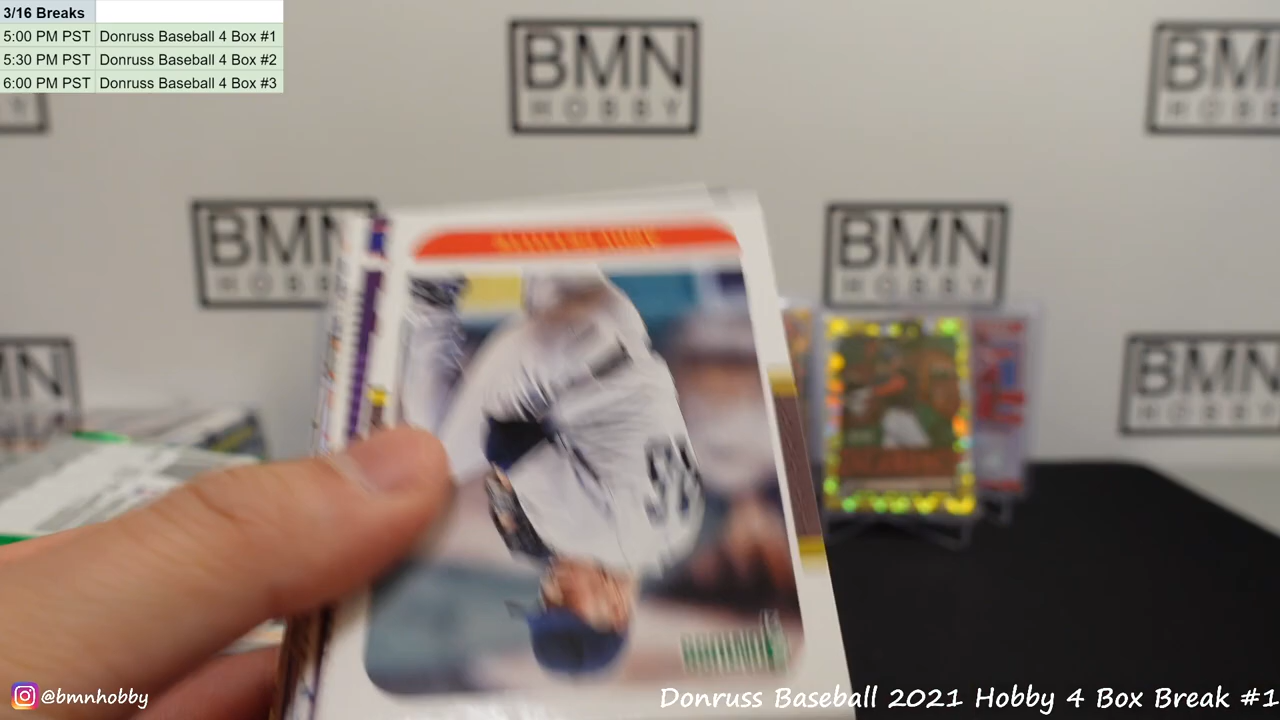 3/16 Breaks
5:00 PM PST Donruss Baseball 4 Box #1
5:30 PM PST Donruss Baseball 4 Box #2
6:00 PM PST Donruss Baseball 4 Box #3
BMN
HOBBY
BMN
HOBBY
BMN
HOBBY
BMN
HOBBY
BMN
HOBBY
@bmnhobby
Donruss Baseball 2021 Hobby 4 Box Break #1